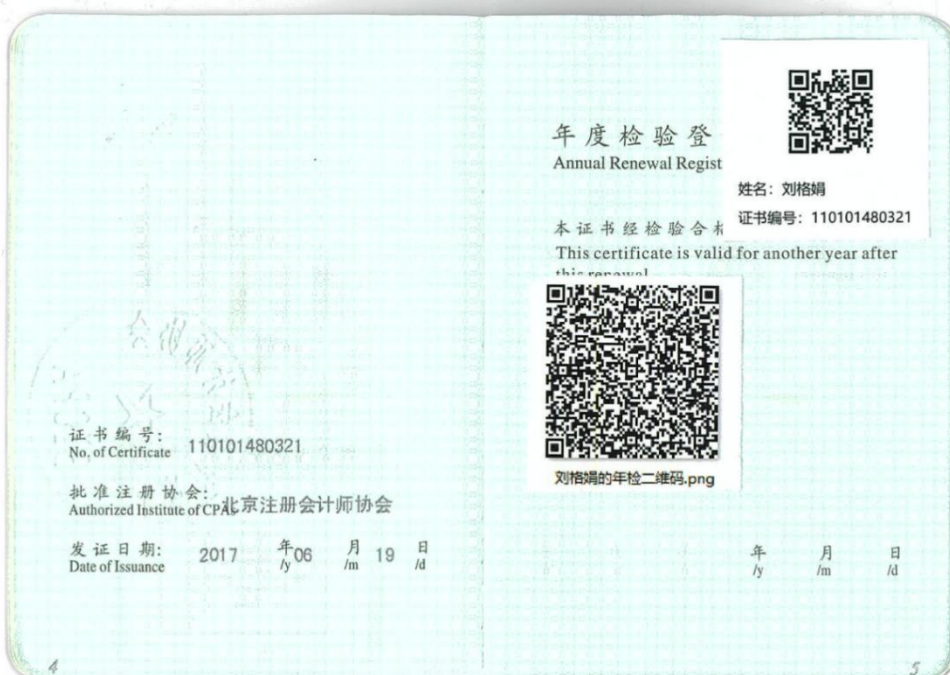 证书编号:
No. of Certificate
110101480321
批准注册协会:
Authorized Institute of CPAs
北京注册会计师协会
发证日期:
Date of Issuance
2017 年 06 月 19 日
/y /m /d
4
年度检验登
Annual Renewal Regist
本证书经检验合格
This certificate is valid for another year after
this renewal
姓名：刘格娟
证书编号：110101480321
刘格娟的年检二维码.png
年 月 日
/y /m /d
5